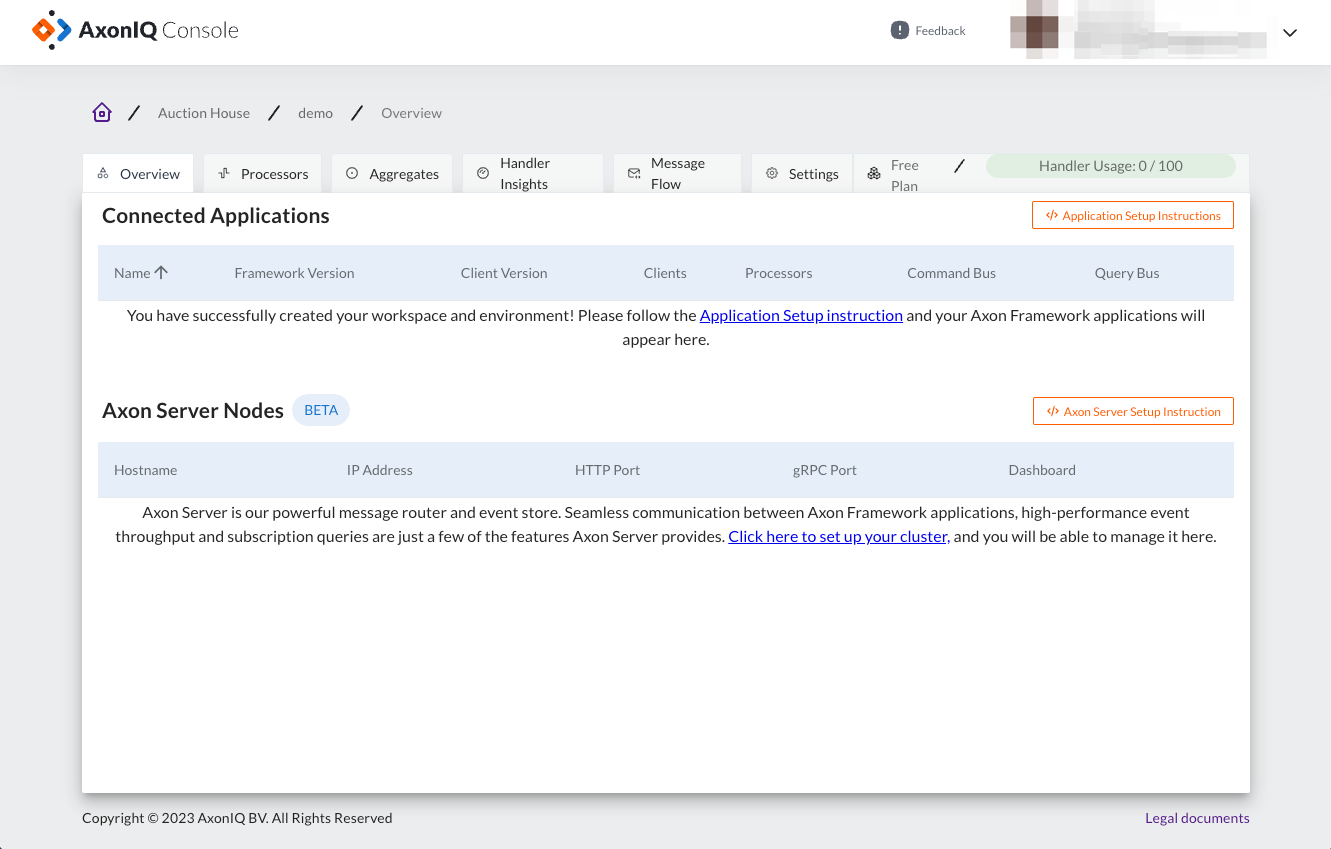 AxonIQ Console
Feedback
/ Auction House / demo / Overview
Overview
Processors
Aggregates
Handler
Insights
Message
Flow
Settings
Free
Plan
/
Handler Usage: 0 / 100
Connected Applications
</> Application Setup Instructions
Name Framework Version Client Version Clients Processors Command Bus Query Bus
You have successfully created your workspace and environment! Please follow the Application Setup instruction and your Axon Framework applications will
appear here.
Axon Server Nodes BETA
</> Axon Server Setup Instruction
Hostname IP Address HTTP Port gRPC Port Dashboard
Axon Server is our powerful message router and event store. Seamless communication between Axon Framework applications, high-performance event
throughput and subscription queries are just a few of the features Axon Server provides. Click here to set up your cluster, and you will be able to manage it here.
Copyright © 2023 AxonIQ BV. All Rights Reserved
Legal documents